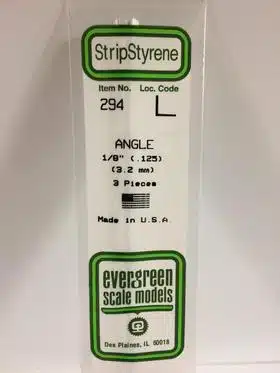 StripStyrene
Item No. Loc. Code
294 L
ANGLE
1/8" (.125)
(3.2 mm)
3 Pieces
Made in U.S.A.
evergreen
scale models
Des Plaines, IL 60018